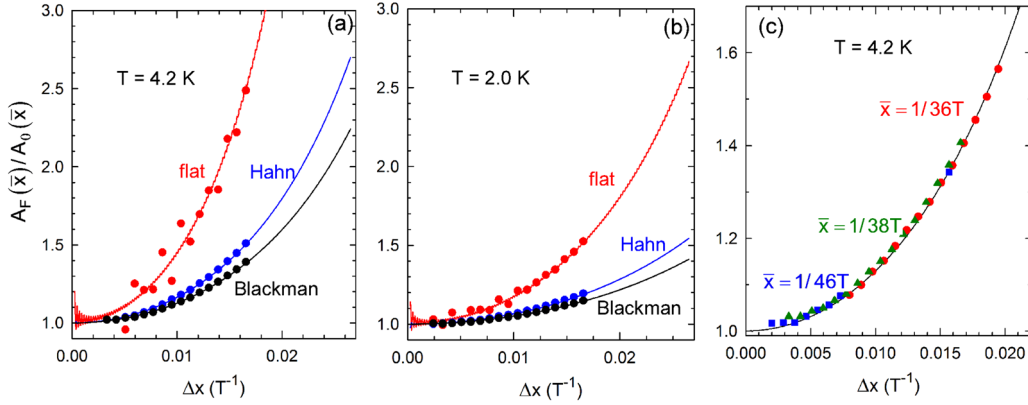 (a)
T = 4.2 K
flat
Hahn
Blackman
A_F(x̄)/A_0(x̄)
3.0
2.5
2.0
1.5
1.0
0.00 0.01 0.02
Δx (T⁻¹)
(b)
T = 2.0 K
flat
Hahn
Blackman
3.0
2.5
2.0
1.5
1.0
0.00 0.01 0.02
Δx (T⁻¹)
(c)
T = 4.2 K
x̄ = 1/36T
x̄ = 1/38T
x̄ = 1/46T
1.6
1.4
1.2
1.0
0.000 0.005 0.010 0.015 0.020
Δx (T⁻¹)